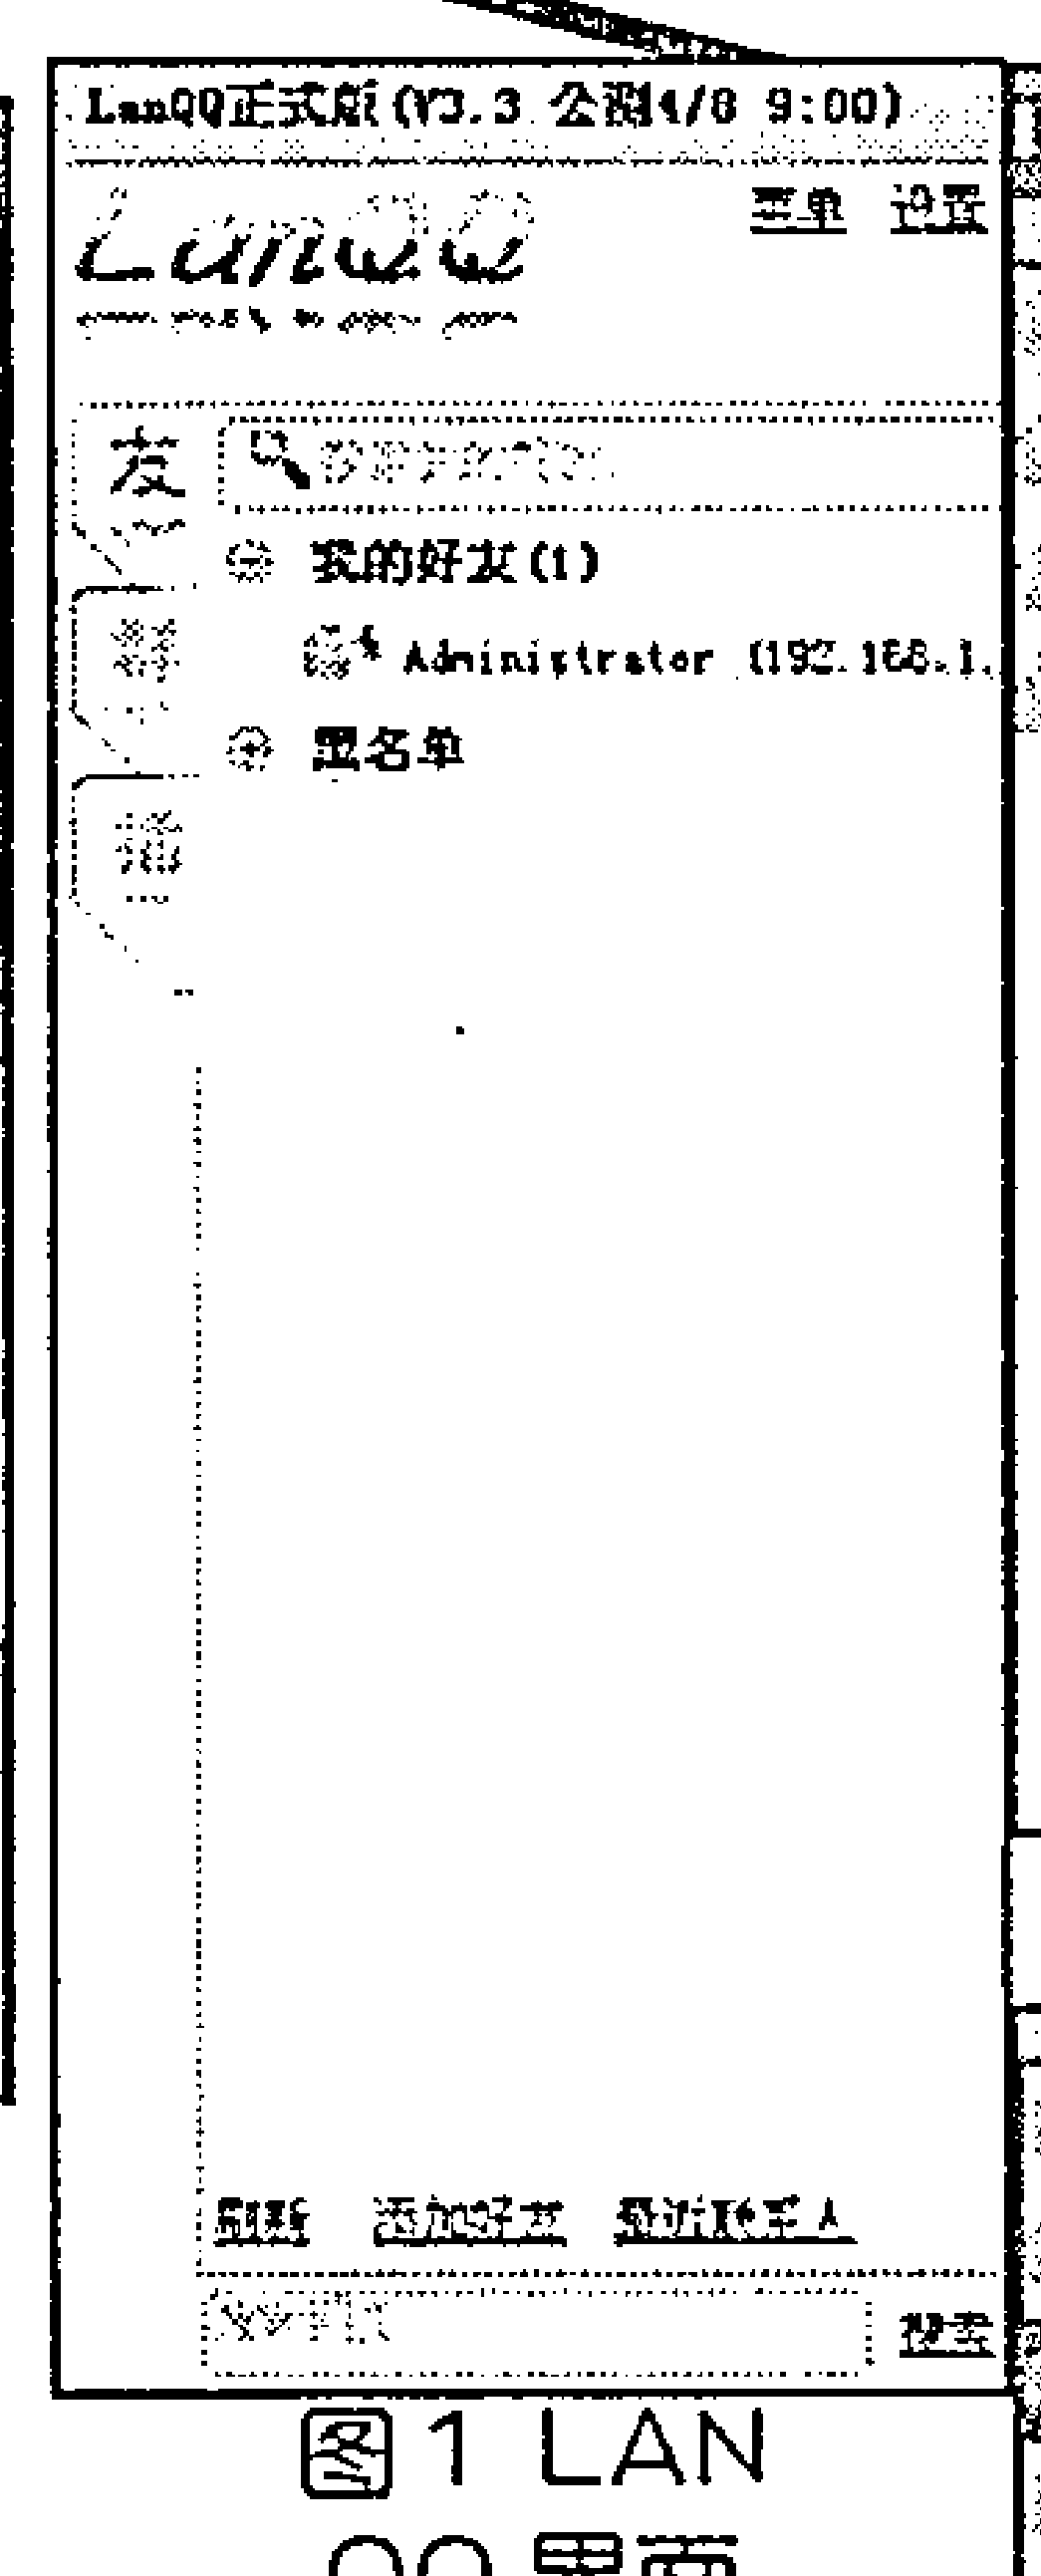 LanQQ正式版(V3.3 公测4/8 9:00)
LanQQ
菜单 设置
友
我的好友(1)
Administrator (192.168.1.
黑名单
刷新 添加好友 最近联系人
搜索
图1 LAN
QQ界面